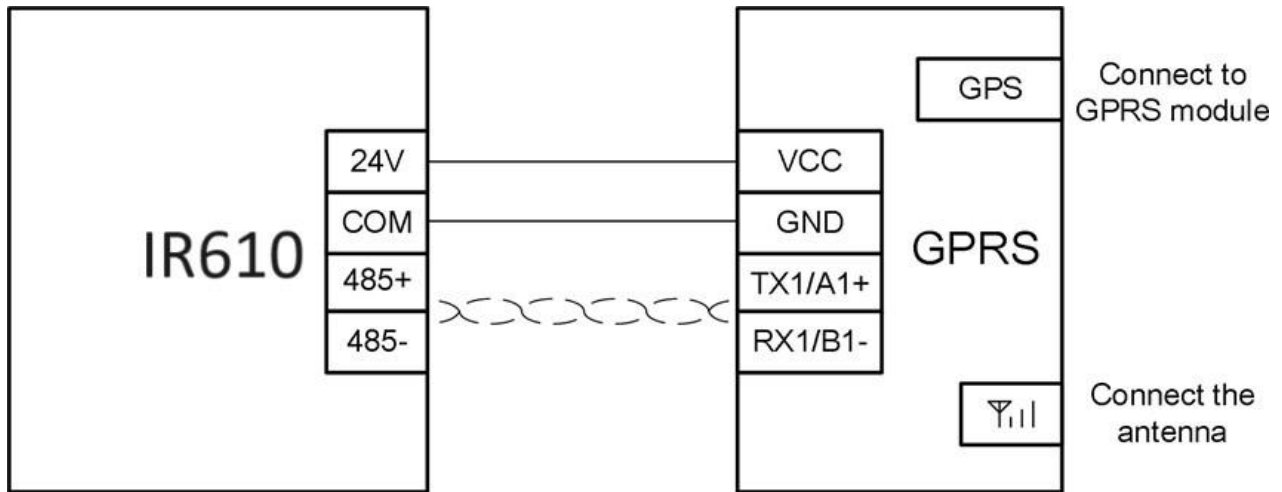 GPS
Connect to
GPRS module
24V
VCC
COM
GND
IR610
GPRS
485+
TX1/A1+
485-
RX1/B1-
Connect the
antenna